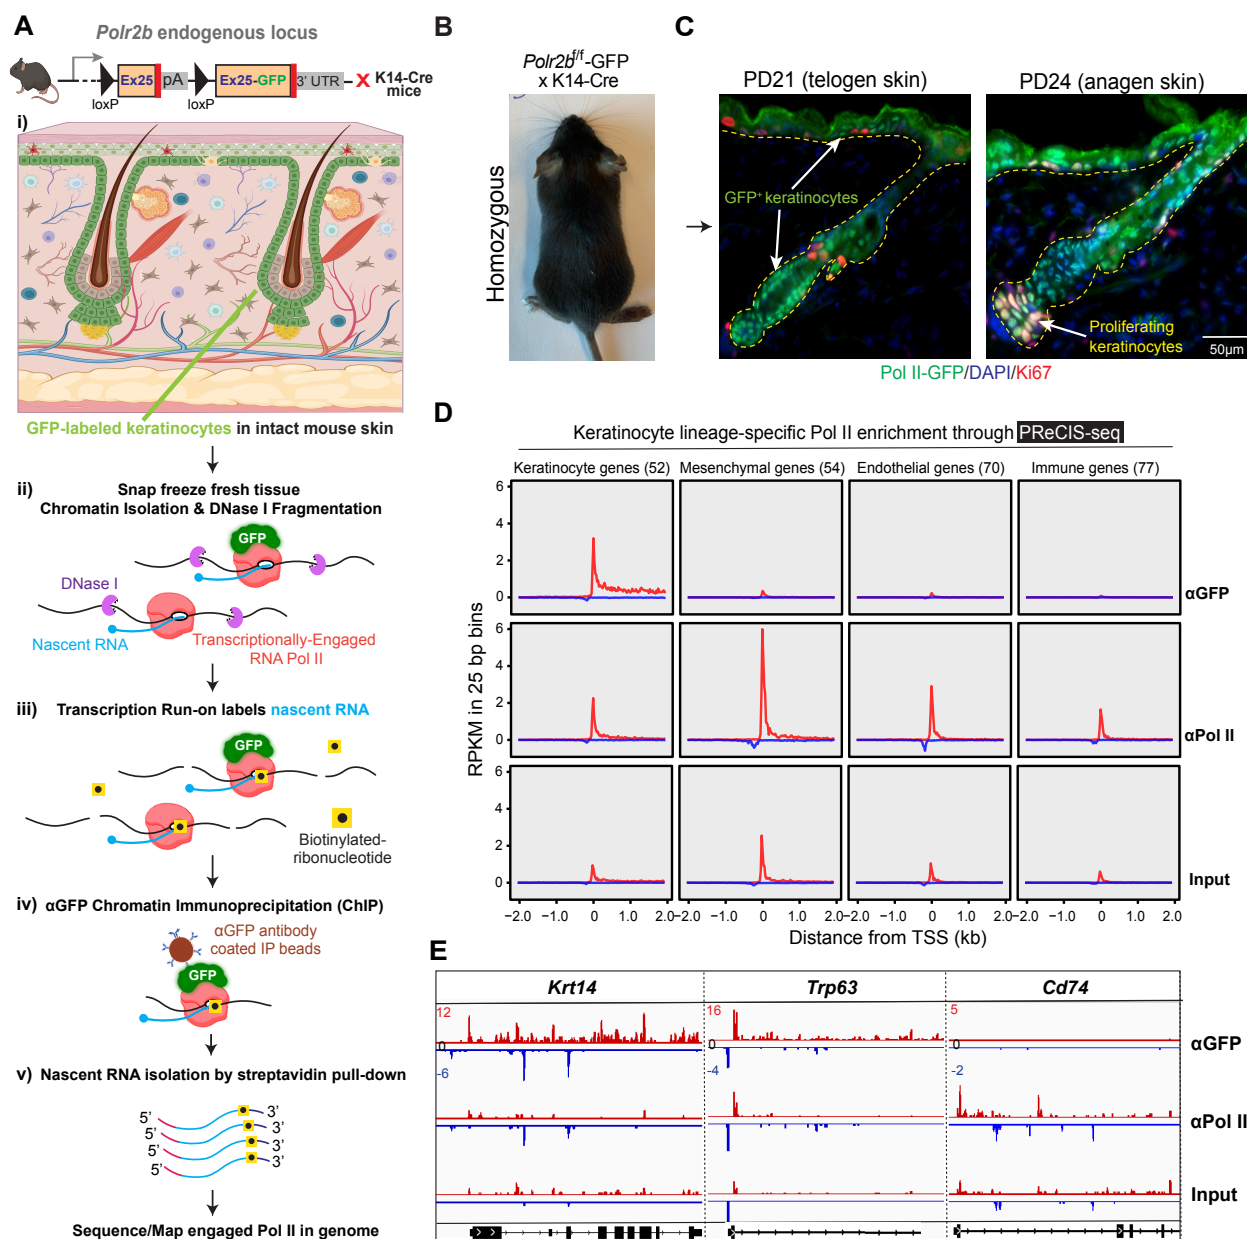 A
Polr2b endogenous locus
Ex25
pA
Ex25-GFP
3' UTR
X K14-Cre
mice
loxP
loxP
i)
GFP-labeled keratinocytes in intact mouse skin
ii)
Snap freeze fresh tissue
Chromatin Isolation & DNase I Fragmentation
GFP
DNase I
Nascent RNA
Transcriptionally-Engaged
RNA Pol II
iii) Transcription Run-on labels nascent RNA
GFP
Biotinylated-
ribonucleotide
iv) αGFP Chromatin Immunoprecipitation (ChIP)
αGFP antibody
coated IP beads
GFP
v) Nascent RNA isolation by streptavidin pull-down
5' 3'
5' 3'
5' 3'
5' 3'
Sequence/Map engaged Pol II in genome
B
Polr2b f/f-GFP
x K14-Cre
Homozygous
C
PD21 (telogen skin)
PD24 (anagen skin)
GFP+ keratinocytes
Proliferating
keratinocytes
50μm
Pol II-GFP/DAPI/Ki67
D
Keratinocyte lineage-specific Pol II enrichment through PReCIS-seq
Keratinocyte genes (52) Mesenchymal genes (54) Endothelial genes (70) Immune genes (77)
6
4
2
0
αGFP
6
4
2
0
αPol II
6
4
2
0
Input
RPKM in 25 bp bins
−2.0 −1.0 0 1.0 2.0 −2.0 −1.0 0 1.0 2.0 −2.0 −1.0 0 1.0 2.0 −2.0 −1.0 0 1.0 2.0
Distance from TSS (kb)
E
Krt14 Trp63 Cd74
12 16 5
0 0 0
-6 -4 -2
αGFP
αPol II
Input